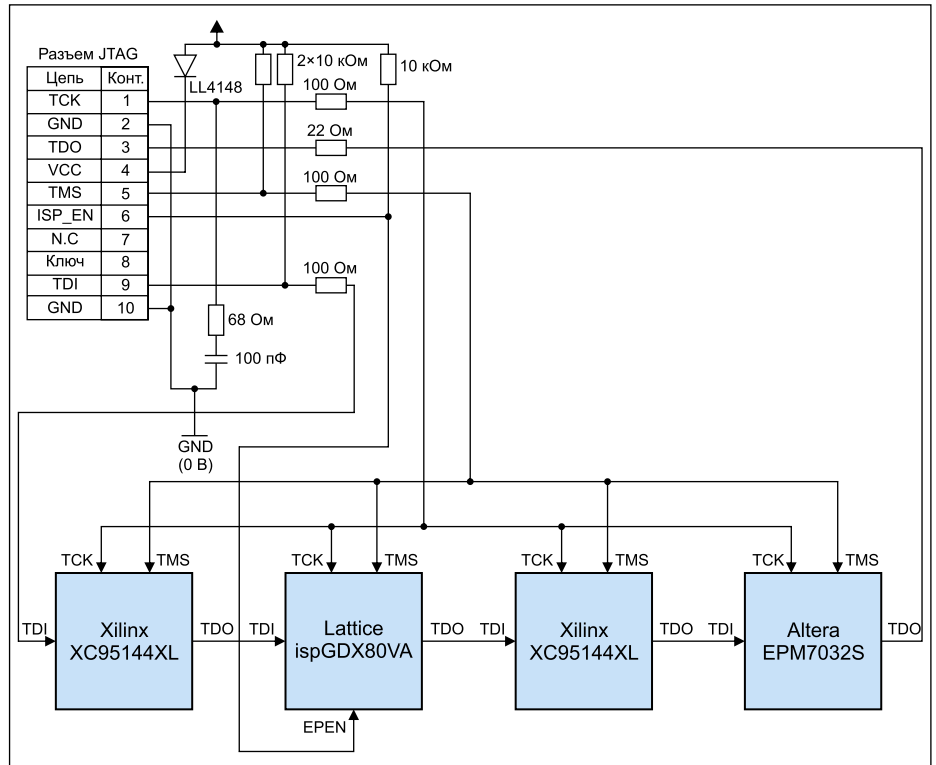 Разъем JTAG
Цепь Конт.
TCK 1
GND 2
TDO 3
VCC 4
TMS 5
ISP_EN 6
N.C 7
Ключ 8
TDI 9
GND 10
LL4148
2×10 кОм
10 кОм
100 Ом
22 Ом
100 Ом
100 Ом
68 Ом
100 пФ
GND
(0 В)
TCK TMS TCK TMS TCK TMS TCK TMS
TDI
Xilinx
XC95144XL
TDO TDI
Lattice
ispGDX80VA
TDO TDI
Xilinx
XC95144XL
TDO TDI
Altera
EPM7032S
TDO
EPEN